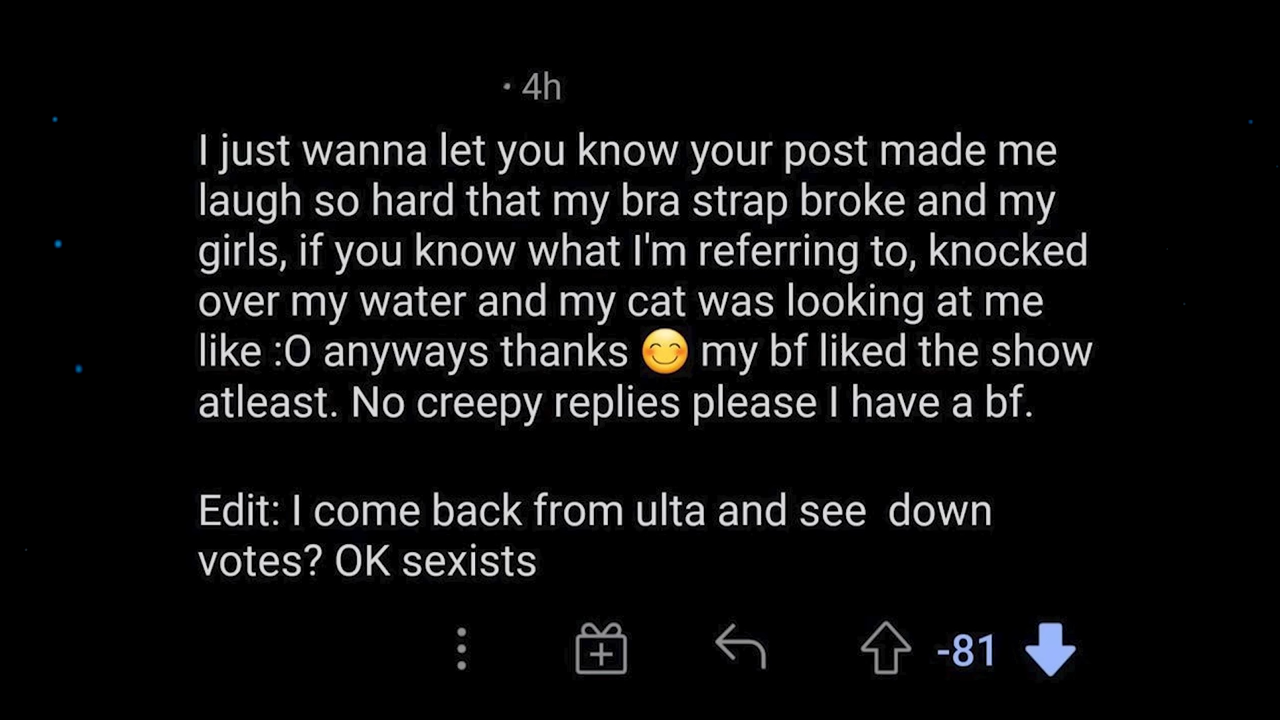 · 4h
I just wanna let you know your post made me
laugh so hard that my bra strap broke and my
girls, if you know what I'm referring to, knocked
over my water and my cat was looking at me
like :O anyways thanks 😊 my bf liked the show
atleast. No creepy replies please I have a bf.
Edit: I come back from ulta and see  down
votes? OK sexists
-81